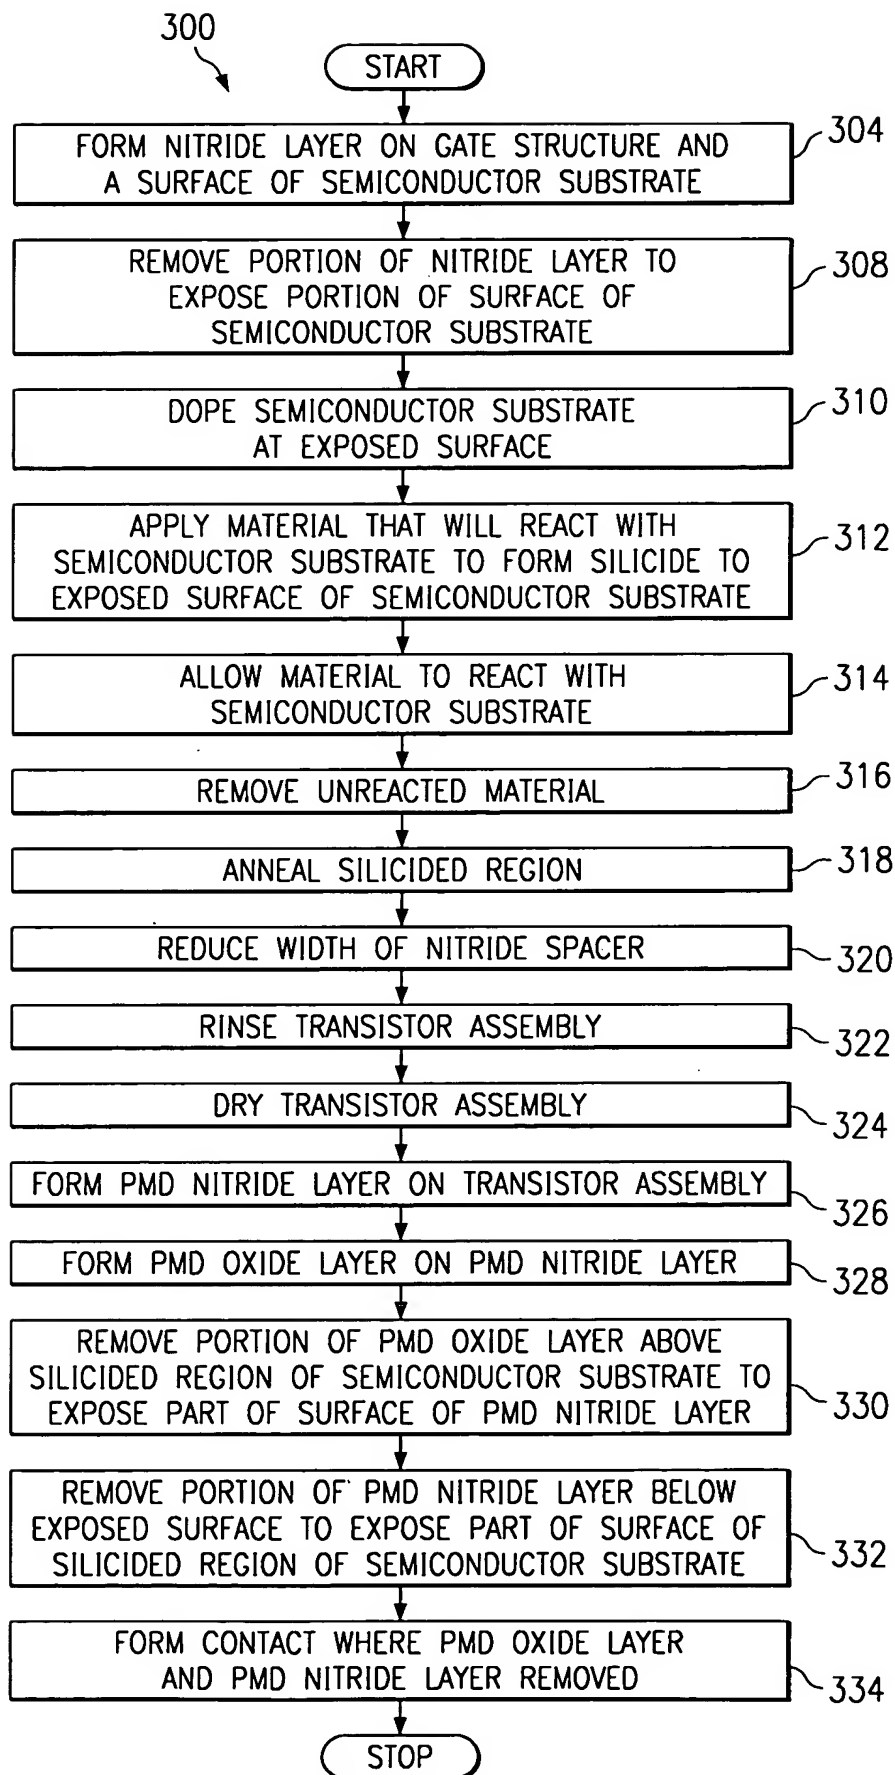 300
START
FORM NITRIDE LAYER ON GATE STRUCTURE AND
A SURFACE OF SEMICONDUCTOR SUBSTRATE
304
REMOVE PORTION OF NITRIDE LAYER TO
EXPOSE PORTION OF SURFACE OF
SEMICONDUCTOR SUBSTRATE
308
DOPE SEMICONDUCTOR SUBSTRATE
AT EXPOSED SURFACE
310
APPLY MATERIAL THAT WILL REACT WITH
SEMICONDUCTOR SUBSTRATE TO FORM SILICIDE TO
EXPOSED SURFACE OF SEMICONDUCTOR SUBSTRATE
312
ALLOW MATERIAL TO REACT WITH
SEMICONDUCTOR SUBSTRATE
314
REMOVE UNREACTED MATERIAL
316
ANNEAL SILICIDED REGION
318
REDUCE WIDTH OF NITRIDE SPACER
320
RINSE TRANSISTOR ASSEMBLY
322
DRY TRANSISTOR ASSEMBLY
324
FORM PMD NITRIDE LAYER ON TRANSISTOR ASSEMBLY
326
FORM PMD OXIDE LAYER ON PMD NITRIDE LAYER
328
REMOVE PORTION OF PMD OXIDE LAYER ABOVE
SILICIDED REGION OF SEMICONDUCTOR SUBSTRATE TO
EXPOSE PART OF SURFACE OF PMD NITRIDE LAYER
330
REMOVE PORTION OF PMD NITRIDE LAYER BELOW
EXPOSED SURFACE TO EXPOSE PART OF SURFACE OF
SILICIDED REGION OF SEMICONDUCTOR SUBSTRATE
332
FORM CONTACT WHERE PMD OXIDE LAYER
AND PMD NITRIDE LAYER REMOVED
334
STOP